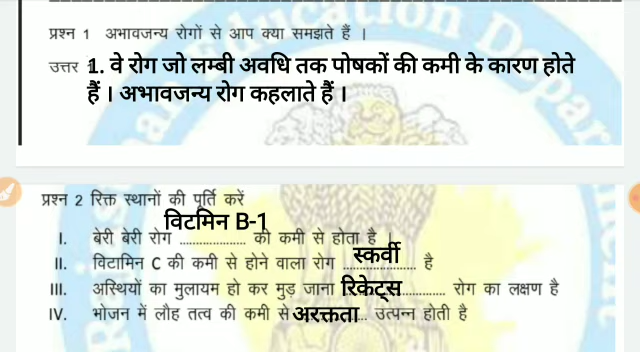 प्रश्न 1 अभावजन्य रोगों से आप क्या समझते हैं ।
उत्तर 1. वे रोग जो लम्बी अवधि तक पोषकों की कमी के कारण होते
हैं । अभावजन्य रोग कहलाते हैं ।
प्रश्न 2 रिक्त स्थानों की पूर्ति करें
I. बेरी बेरी रोग विटमिन B-1 की कमी से होता है ।
II. विटामिन C की कमी से होने वाला रोग स्कर्वी है
III. अस्थियों का मुलायम हो कर मुड़ जाना रिकेट्स रोग का लक्षण है
IV. भोजन में लौह तत्व की कमी से अरक्तता उत्पन्न होती है